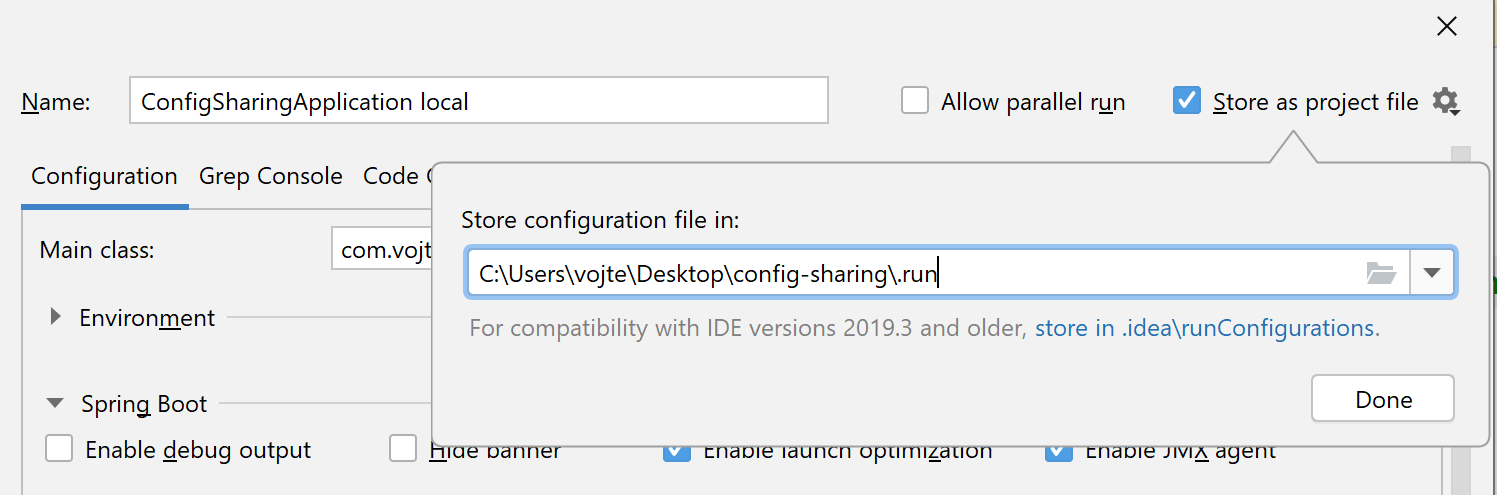 Name: ConfigSharingApplication local Allow parallel run Store as project file
Configuration Grep Console Code
Store configuration file in:
Main class: com.vojt
C:\Users\vojte\Desktop\config-sharing\.run
Environment
For compatibility with IDE versions 2019.3 and older, store in .idea\runConfigurations.
Spring Boot
Done
Enable debug output Hide banner Enable launch optimization Enable JMX agent